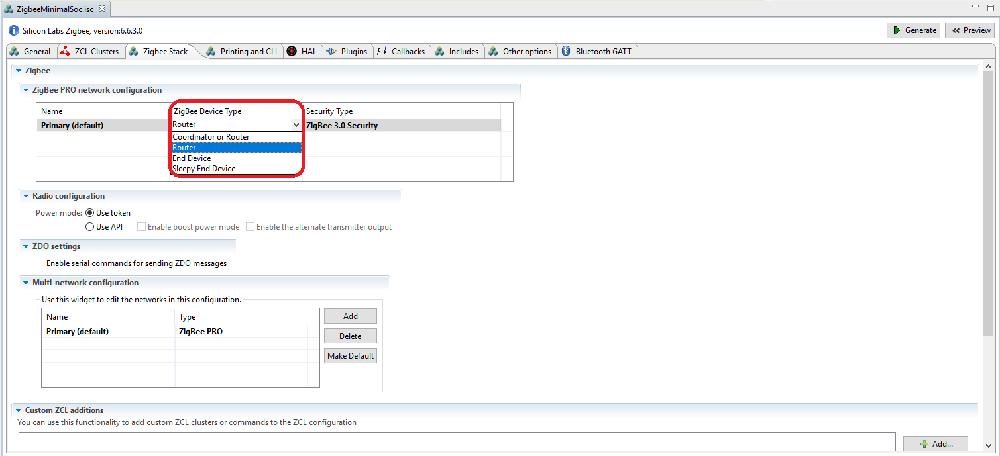 ZigbeeMinimalSoc.isc
Silicon Labs Zigbee, version:6.6.3.0 Generate Preview
General ZCL Clusters Zigbee Stack Printing and CLI HAL Plugins Callbacks Includes Other options Bluetooth GATT
Zigbee
ZigBee PRO network configuration
Name ZigBee Device Type Security Type
Primary (default) Router ZigBee 3.0 Security
Coordinator or Router
Router
End Device
Sleepy End Device
Radio configuration
Power mode: Use token
Use API Enable boost power mode Enable the alternate transmitter output
ZDO settings
Enable serial commands for sending ZDO messages
Multi-network configuration
Use this widget to edit the networks in this configuration.
Name Type Add
Primary (default) ZigBee PRO Delete
Make Default
Custom ZCL additions
You can use this functionality to add custom ZCL clusters or commands to the ZCL configuration
Add...